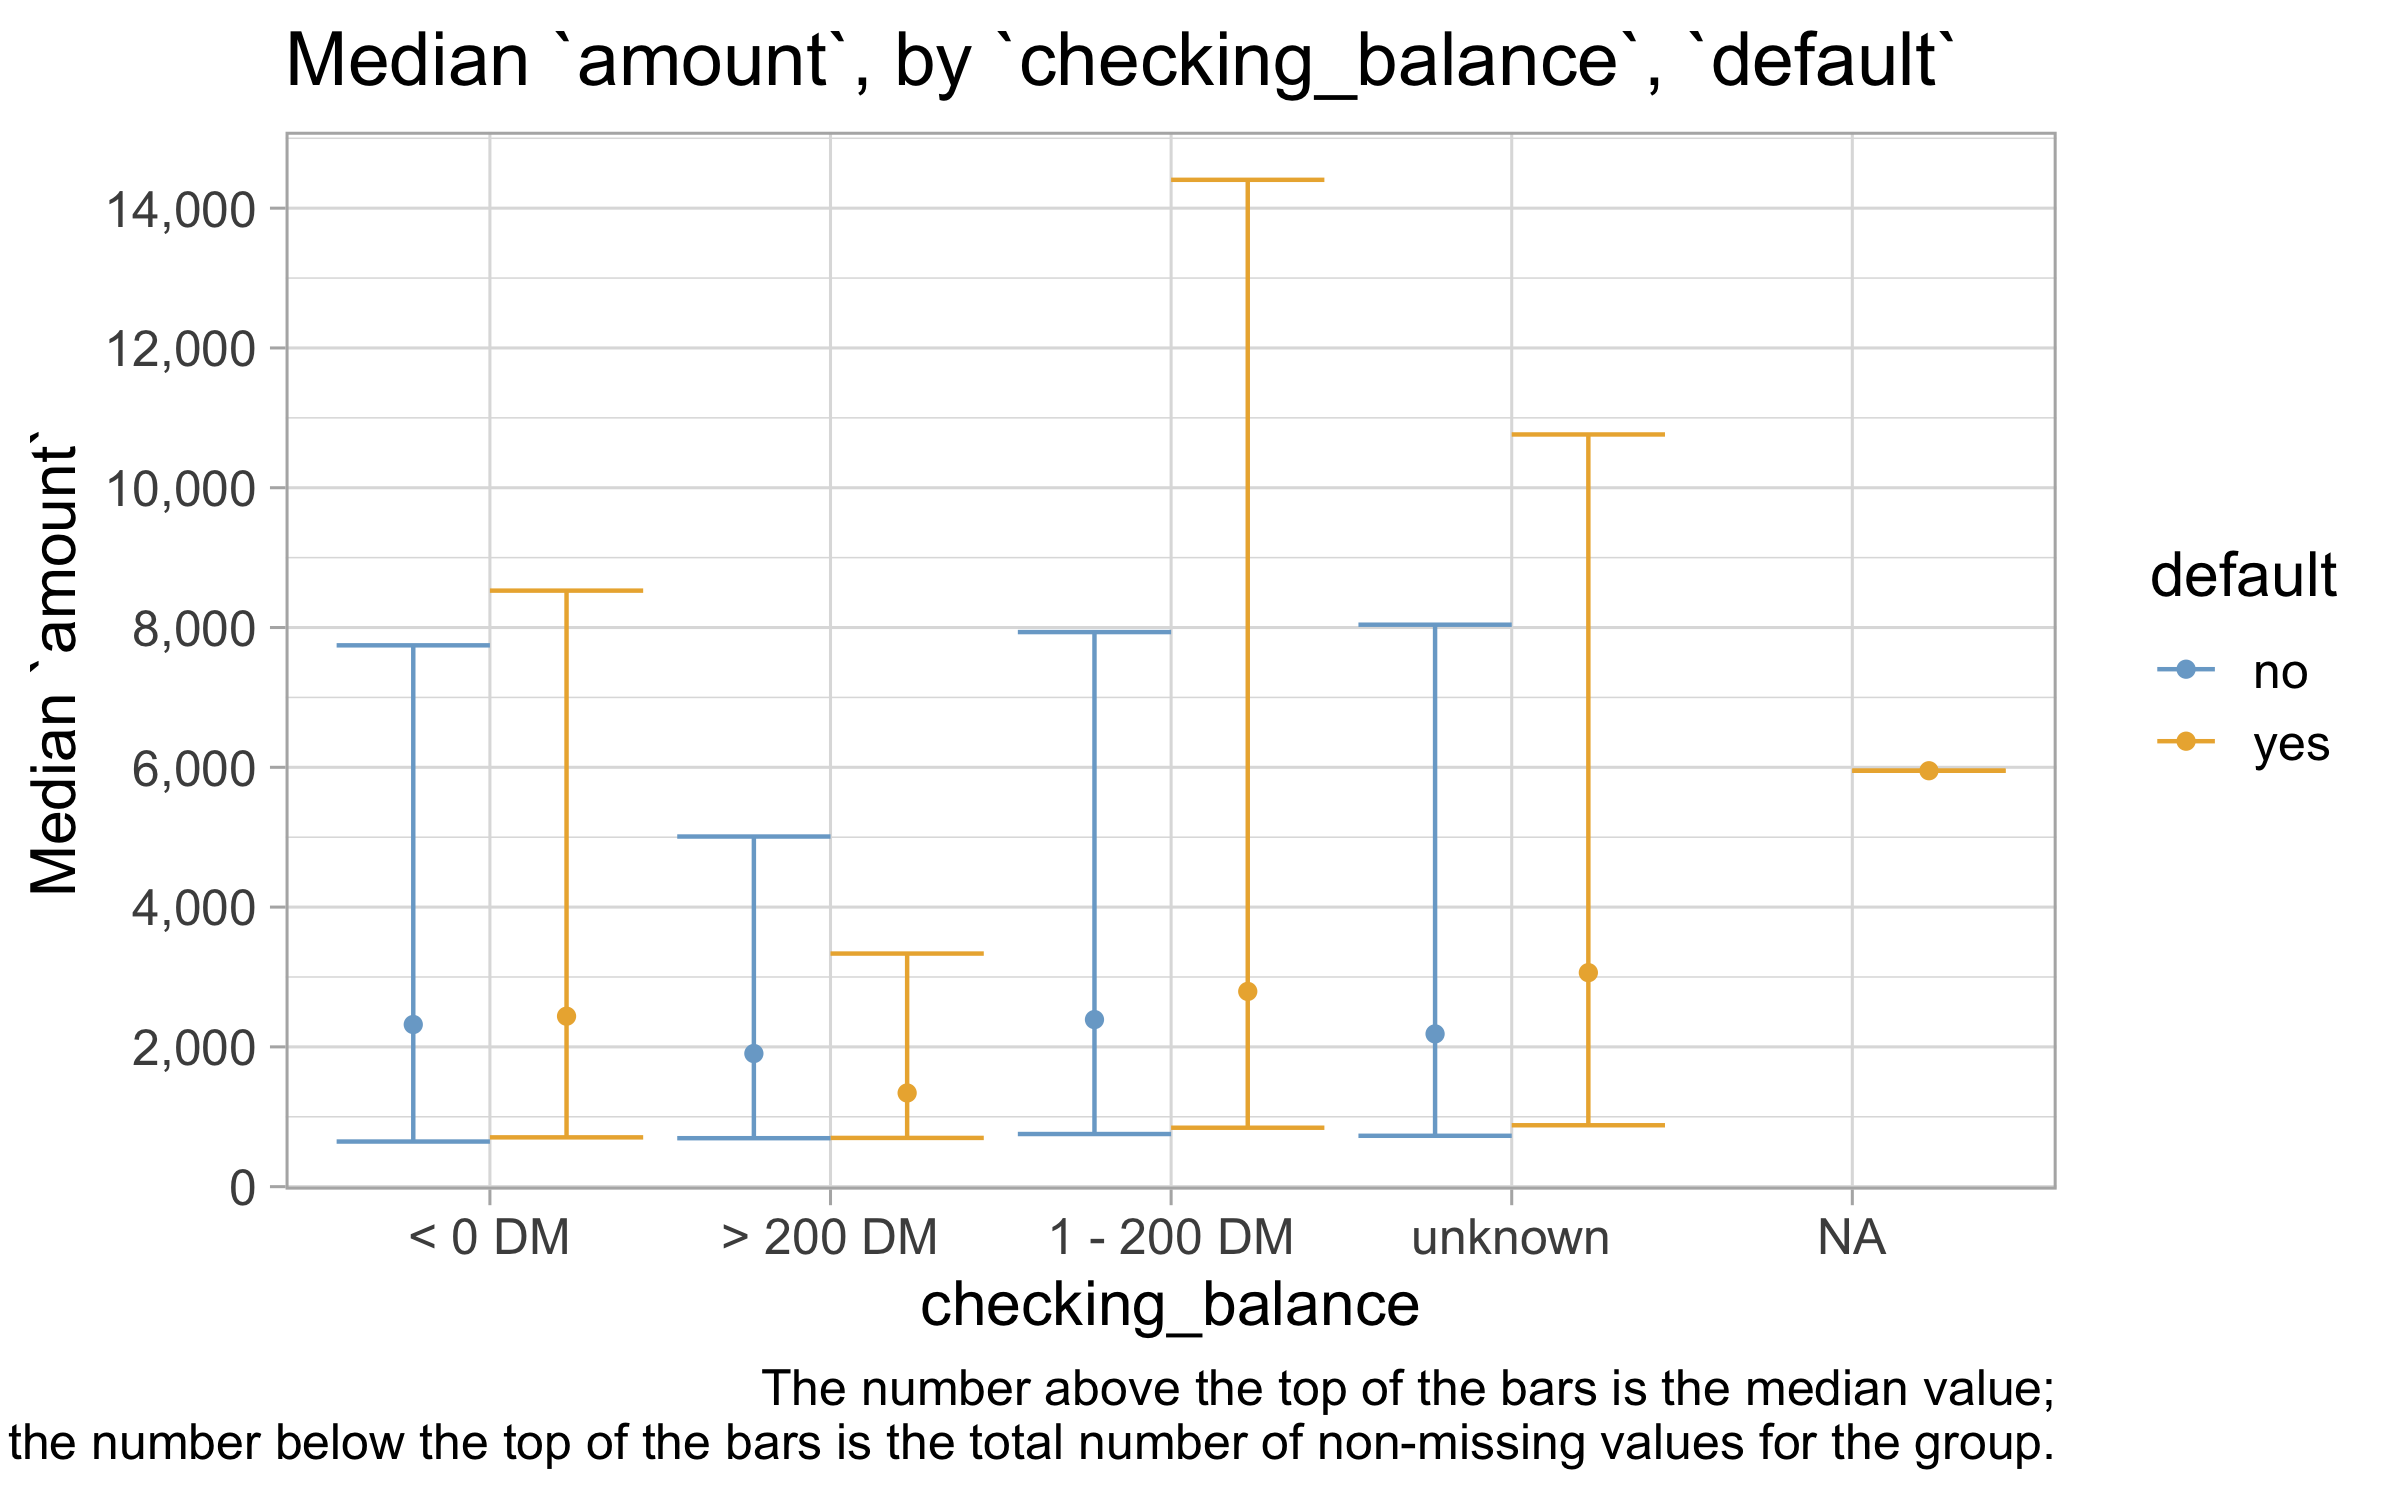 Median `amount`, by `checking_balance`, `default`
Median `amount`
14,000
12,000
10,000
8,000
6,000
4,000
2,000
0
< 0 DM
> 200 DM
1 - 200 DM
unknown
NA
checking_balance
default
no
yes
The number above the top of the bars is the median value;
the number below the top of the bars is the total number of non-missing values for the group.